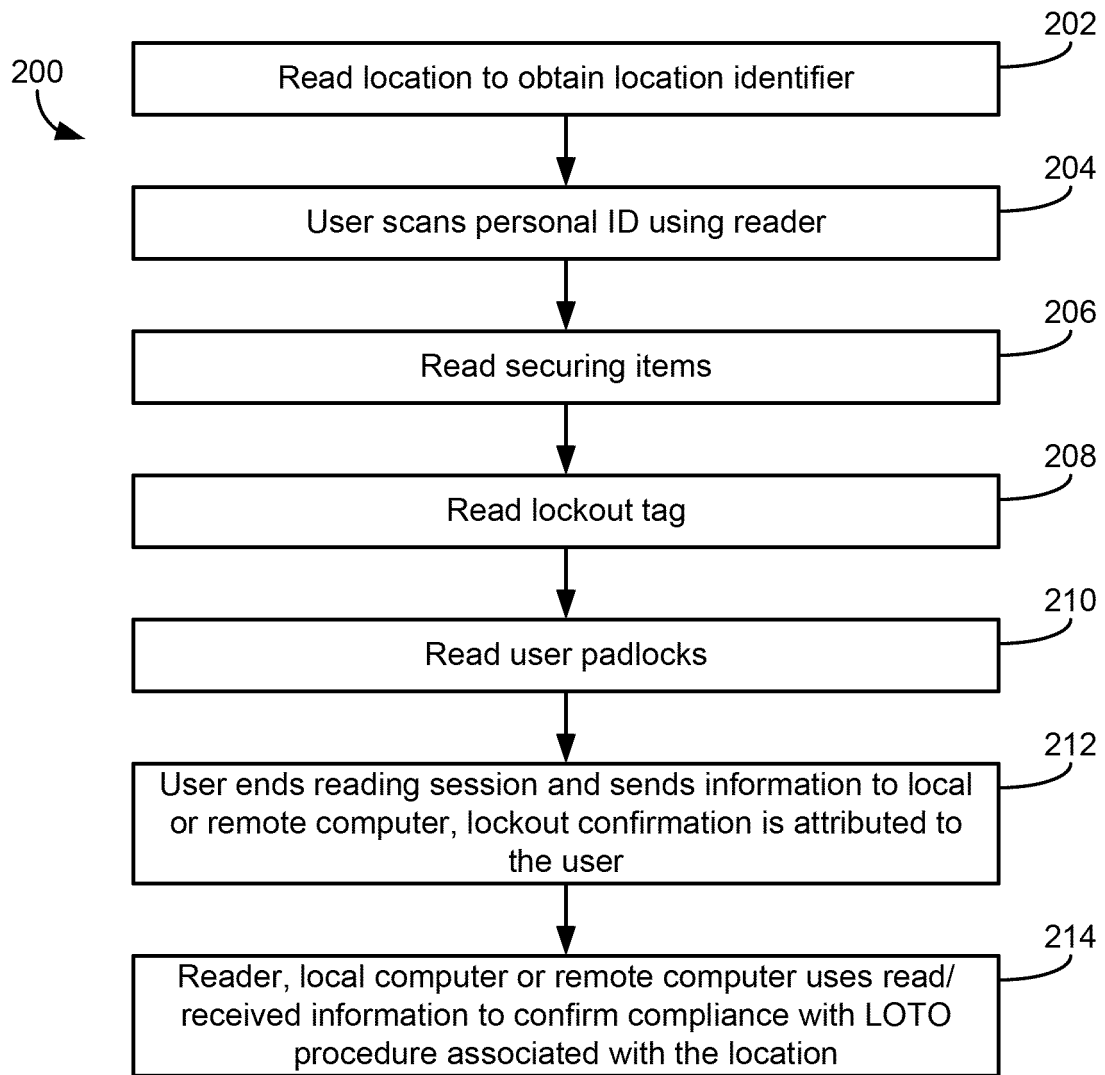 202
200
Read location to obtain location identifier
204
User scans personal ID using reader
206
Read securing items
208
Read lockout tag
210
Read user padlocks
212
User ends reading session and sends information to local
or remote computer, lockout confirmation is attributed to
the user
214
Reader, local computer or remote computer uses read/
received information to confirm compliance with LOTO
procedure associated with the location